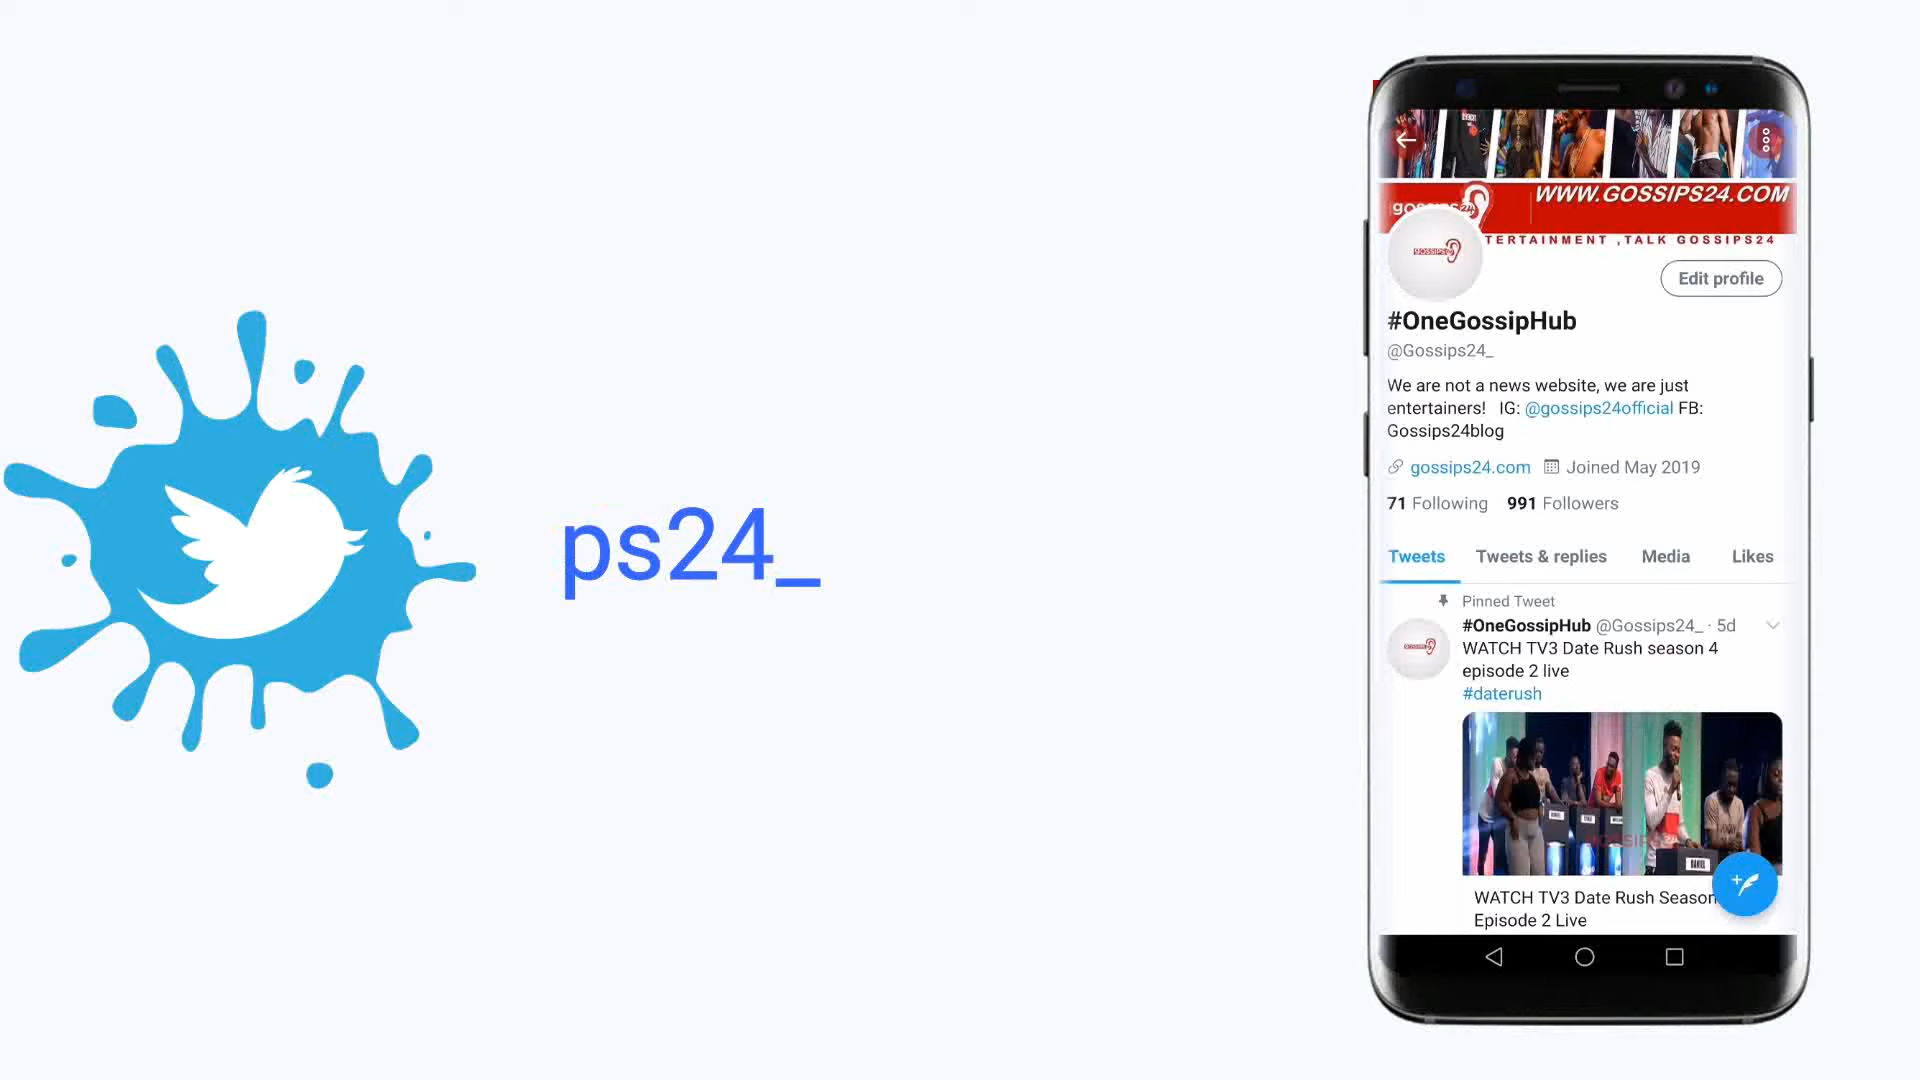 ps24_
WWW.GOSSIPS24.COM
TERTAINMENT ,TALK GOSSIPS24
GOSSIPS24
Edit profile
#OneGossipHub
@Gossips24_
We are not a news website, we are just
entertainers! IG: @gossips24official FB:
Gossips24blog
gossips24.com Joined May 2019
71 Following 991 Followers
Tweets Tweets & replies Media Likes
Pinned Tweet
#OneGossipHub @Gossips24_ · 5d
WATCH TV3 Date Rush season 4
episode 2 live
#daterush
WATCH TV3 Date Rush Season
Episode 2 Live